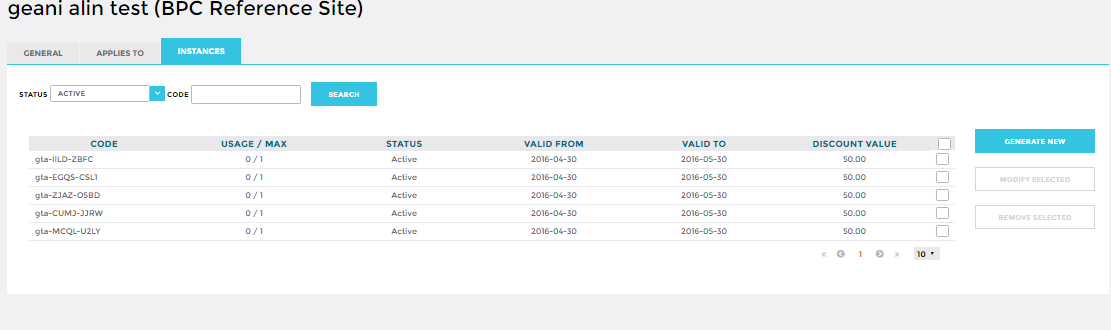 geani alin test (BPC Reference Site)
GENERAL APPLIES TO INSTANCES
STATUS ACTIVE CODE SEARCH
CODE USAGE / MAX STATUS VALID FROM VALID TO DISCOUNT VALUE
GENERATE NEW
gta-IILD-ZBFC 0 / 1 Active 2016-04-30 2016-05-30 50.00
gta-EGQS-CSL1 0 / 1 Active 2016-04-30 2016-05-30 50.00
MODIFY SELECTED
gta-ZJAZ-O5BD 0 / 1 Active 2016-04-30 2016-05-30 50.00
gta-CUMJ-JJRW 0 / 1 Active 2016-04-30 2016-05-30 50.00
REMOVE SELECTED
gta-MCQL-U2LY 0 / 1 Active 2016-04-30 2016-05-30 50.00
« 1 » 10